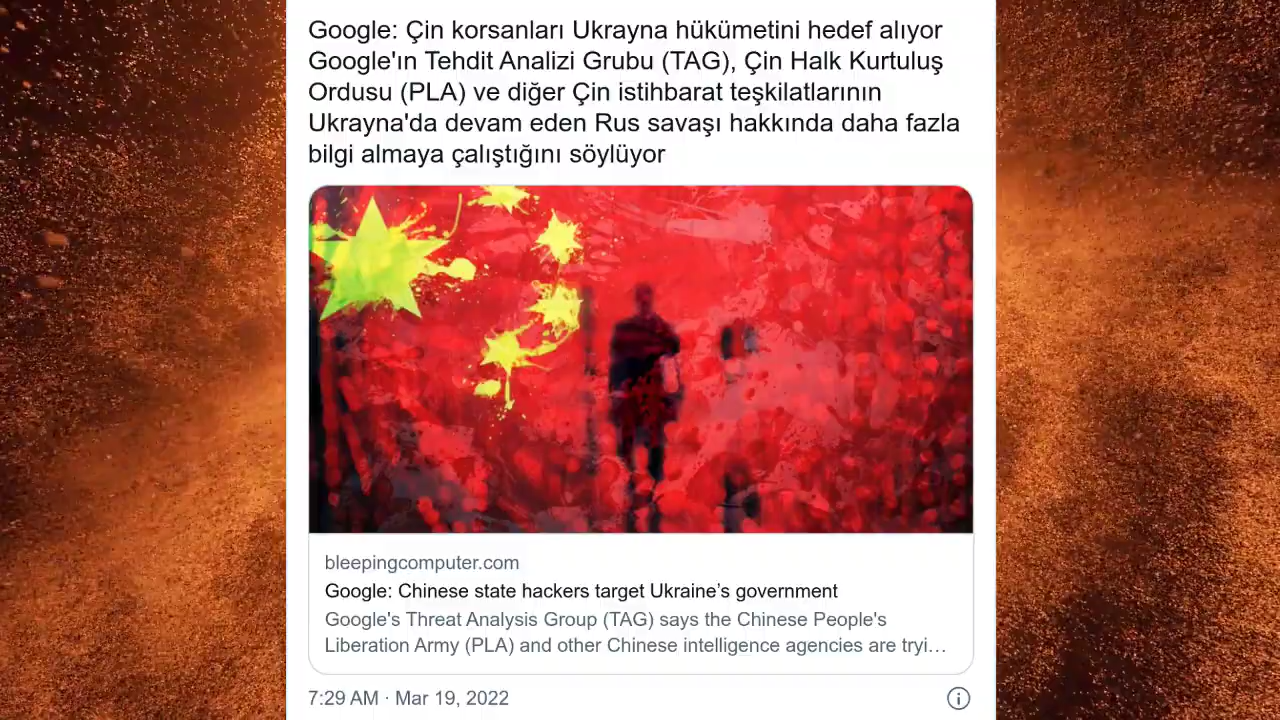 Google: Çin korsanları Ukrayna hükümetini hedef alıyor
Google'ın Tehdit Analizi Grubu (TAG), Çin Halk Kurtuluş
Ordusu (PLA) ve diğer Çin istihbarat teşkilatlarının
Ukrayna'da devam eden Rus savaşı hakkında daha fazla
bilgi almaya çalıştığını söylüyor
bleepingcomputer.com
Google: Chinese state hackers target Ukraine’s government
Google's Threat Analysis Group (TAG) says the Chinese People's
Liberation Army (PLA) and other Chinese intelligence agencies are tryi…
7:29 AM · Mar 19, 2022